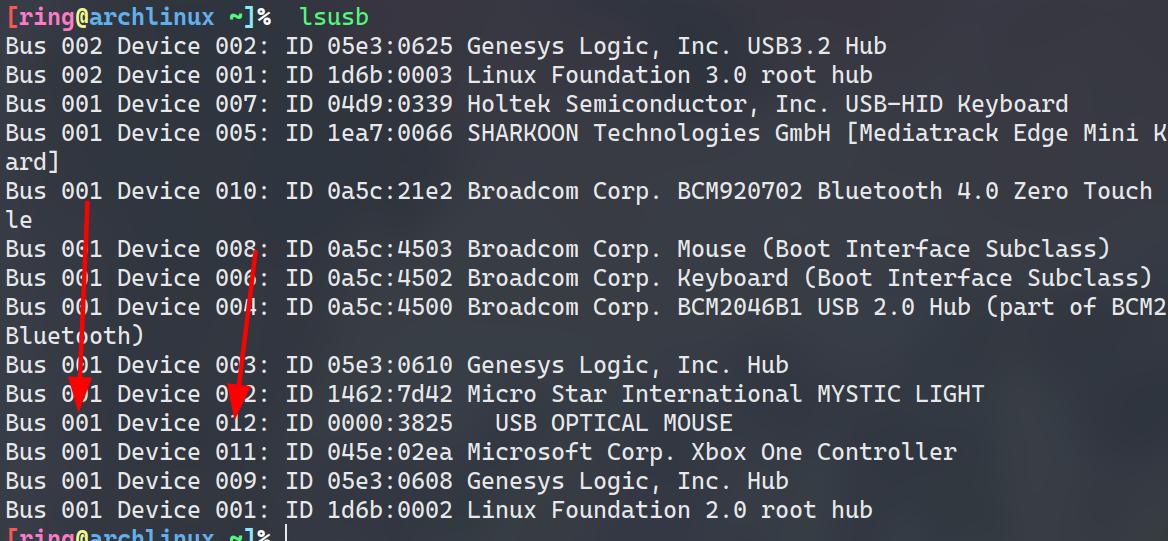 [ring@archlinux ~]% lsusb
Bus 002 Device 002: ID 05e3:0625 Genesys Logic, Inc. USB3.2 Hub
Bus 002 Device 001: ID 1d6b:0003 Linux Foundation 3.0 root hub
Bus 001 Device 007: ID 04d9:0339 Holtek Semiconductor, Inc. USB-HID Keyboard
Bus 001 Device 005: ID 1ea7:0066 SHARKOON Technologies GmbH [Mediatrack Edge Mini K
ard]
Bus 001 Device 010: ID 0a5c:21e2 Broadcom Corp. BCM920702 Bluetooth 4.0 Zero Touch
le
Bus 001 Device 008: ID 0a5c:4503 Broadcom Corp. Mouse (Boot Interface Subclass)
Bus 001 Device 006: ID 0a5c:4502 Broadcom Corp. Keyboard (Boot Interface Subclass)
Bus 001 Device 004: ID 0a5c:4500 Broadcom Corp. BCM2046B1 USB 2.0 Hub (part of BCM2
Bluetooth)
Bus 001 Device 003: ID 05e3:0610 Genesys Logic, Inc. Hub
Bus 001 Device 002: ID 1462:7d42 Micro Star International MYSTIC LIGHT
Bus 001 Device 012: ID 0000:3825   USB OPTICAL MOUSE
Bus 001 Device 011: ID 045e:02ea Microsoft Corp. Xbox One Controller
Bus 001 Device 009: ID 05e3:0608 Genesys Logic, Inc. Hub
Bus 001 Device 001: ID 1d6b:0002 Linux Foundation 2.0 root hub
[ring@archlinux ~]%